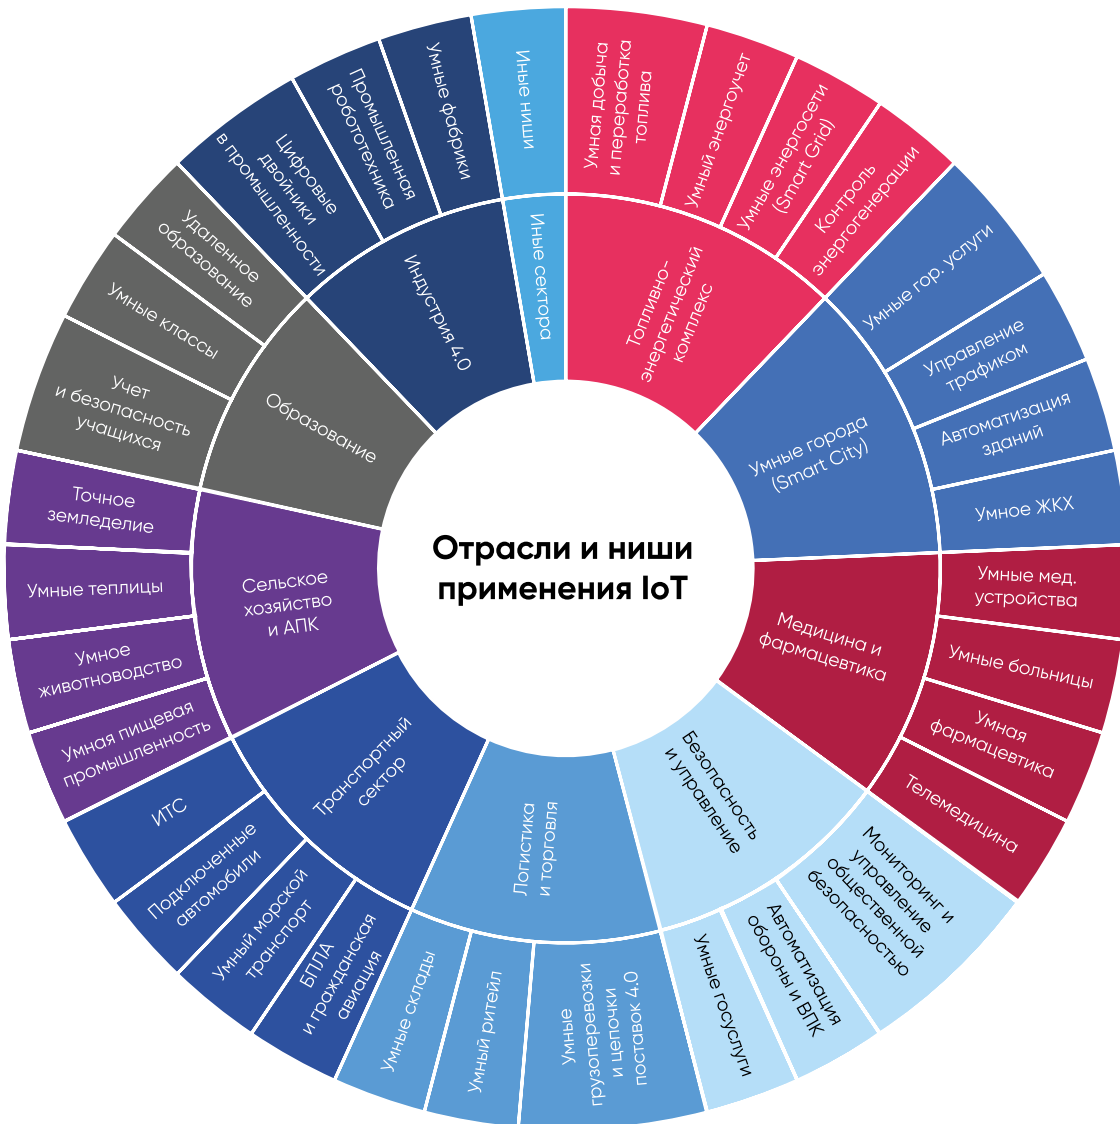 Отрасли и ниши
применения IoT
Топливно-
энергетический
комплекс
Умная добыча
и переработка
топлива
Умный энергоучет
Умные энергосети
(Smart Grid)
Контроль
энергогенерации
Умные города
(Smart City)
Умные гор. услуги
Управление
трафиком
Автоматизация
зданий
Умное ЖКХ
Медицина и
фармацевтика
Умные мед.
устройства
Умные больницы
Умная
фармацевтика
Телемедицина
Безопасность
и управление
Мониторинг и
управление
общественной
безопасностью
Автоматизация
обороны и ВПК
Умные госуслуги
Логистика
и торговля
Умные
грузоперевозки
и цепочки
поставок 4.0
Умный ритейл
Умные склады
Транспортный
сектор
БПЛА
и гражданская
авиация
Умный морской
транспорт
Подключенные
автомобили
ИТС
Сельское
хозяйство
и АПК
Умная пищевая
промышленность
Умное
животноводство
Умные теплицы
Точное
земледелие
Образование
Учет
и безопасность
учащихся
Умные классы
Удаленное
образование
Индустрия 4.0
Цифровые
двойники
в промышленности
Промышленная
робототехника
Умные фабрики
Иные сектора
Иные ниши